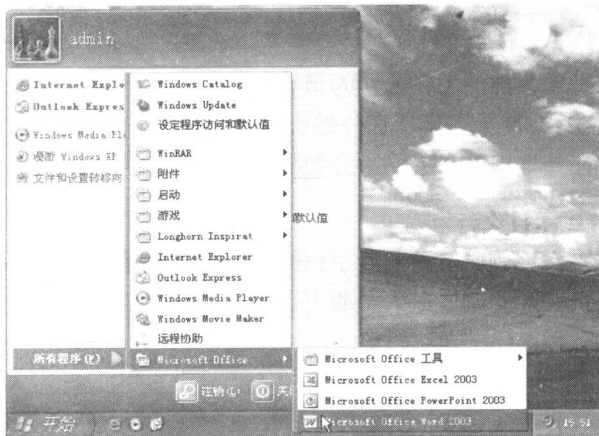 admin
Internet Explo
Outlook Expres
Windows Media Pl
漫游 Windows XP
文件和设置转移向
所有程序(P)
Windows Catalog
Windows Update
设定程序访问和默认值
WinRAR
附件
启动
游戏
Longhorn Inspirat
Internet Explorer
Outlook Express
Windows Media Player
Windows Movie Maker
远程协助
Microsoft Office
默认值
Microsoft Office 工具
Microsoft Office Excel 2003
Microsoft Office PowerPoint 2003
Microsoft Office Word 2003
注销(L)
关
开始
15:51